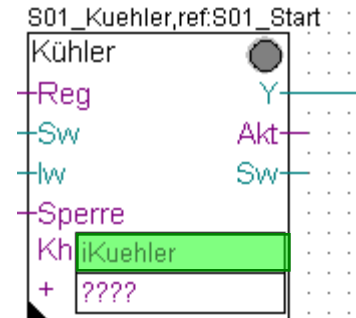 S01_Kuehler,ref:S01_Start
Kühler
Reg Y
Sw Akt
Iw Sw
Sperre
Kh iKuehler
+ ????